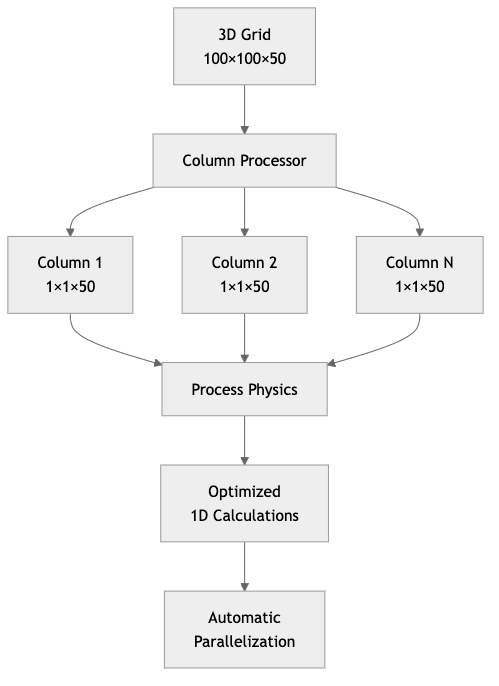 3D Grid
100×100×50
Column Processor
Column 1
1×1×50
Column 2
1×1×50
Column N
1×1×50
Process Physics
Optimized
1D Calculations
Automatic
Parallelization